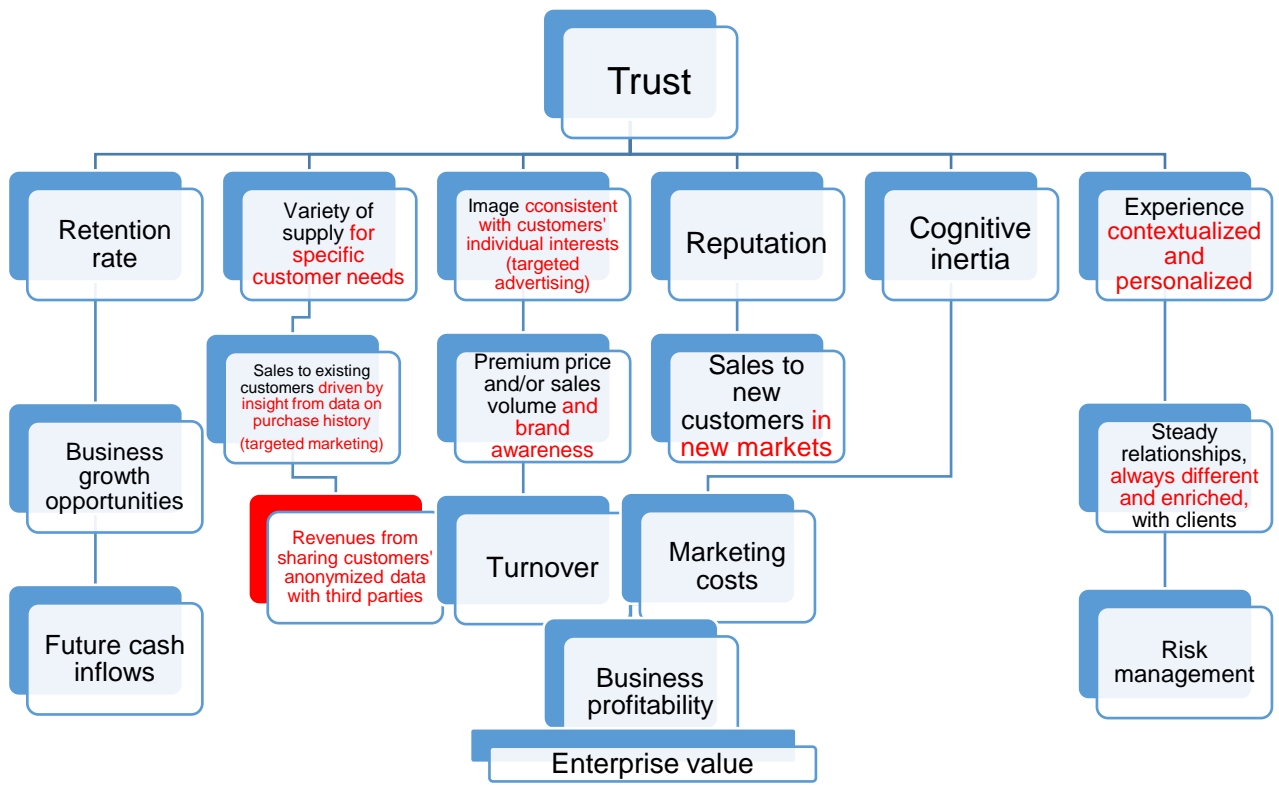 Trust
Retention
rate
Variety of
supply for
specific
customer needs
Image cconsistent
with customers'
individual interests
(targeted
advertising)
Reputation
Cognitive
inertia
Experience
contextualized
and
personalized
Sales to existing
customers driven by
insight from data on
purchase history
(targeted marketing)
Premium price
and/or sales
volume and
brand
awareness
Sales to
new
customers in
new markets
Business
growth
opportunities
Steady
relationships,
always different
and enriched,
with clients
Revenues from
sharing customers'
anonymized data
with third parties
Turnover
Marketing
costs
Future cash
inflows
Business
profitability
Risk
management
Enterprise value